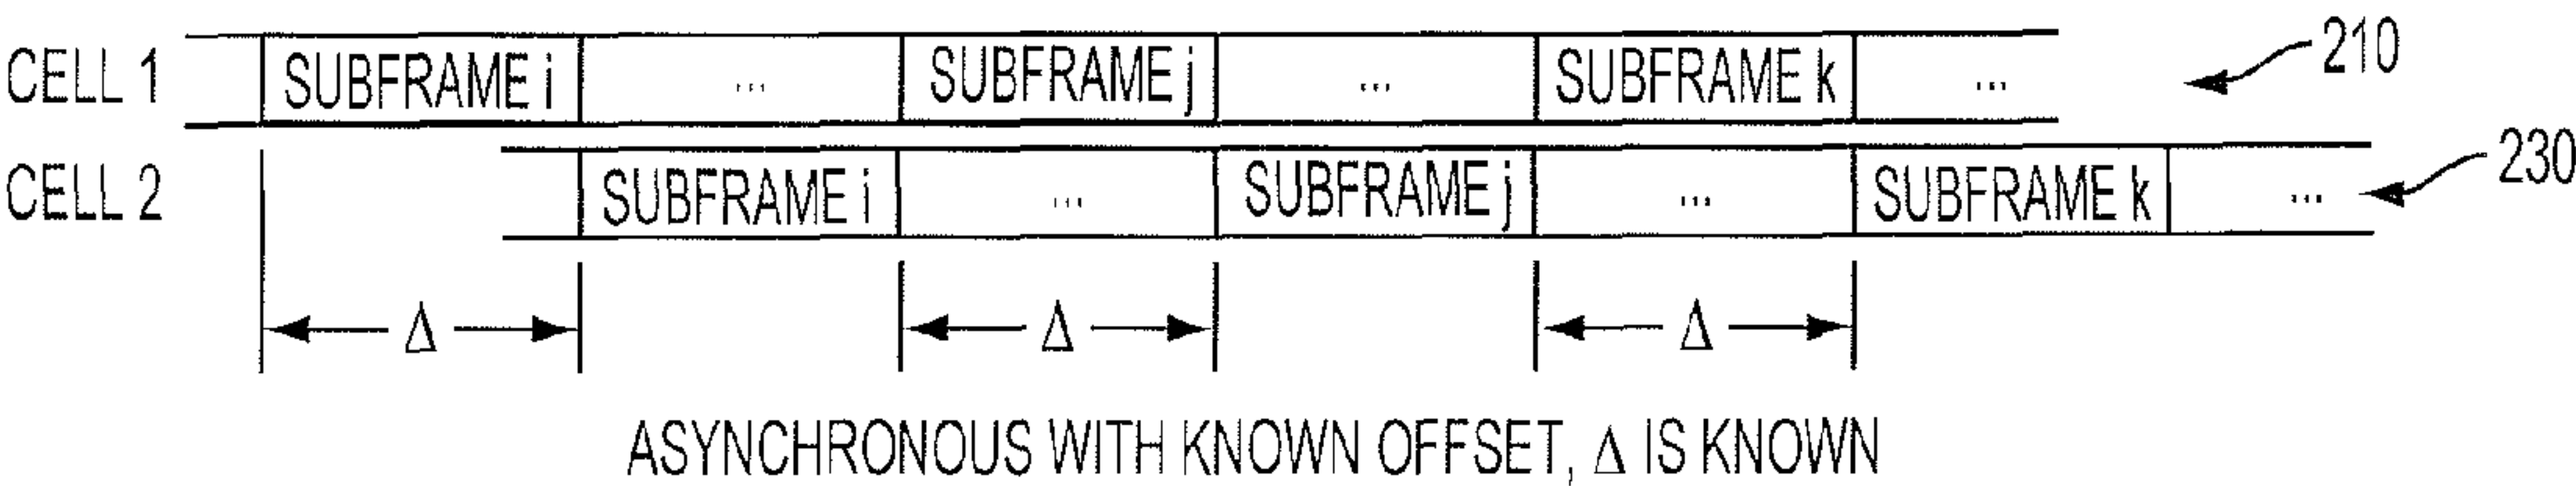 CELL 1 SUBFRAME i ... SUBFRAME j ... SUBFRAME k ... 210
CELL 2 SUBFRAME i ... SUBFRAME j ... SUBFRAME k ... 230
Δ Δ Δ
ASYNCHRONOUS WITH KNOWN OFFSET, Δ IS KNOWN